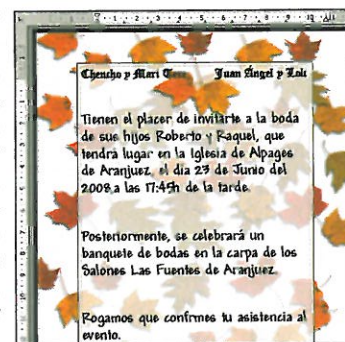 Chencho y Mari Tere Juan Ángel y Loli
Tienen el placer de invitarte a la boda
de sus hijos Roberto y Raquel, que
tendrá lugar en la Iglesia de Alpages
de Aranjuez, el día 23 de Junio del
2008,a las 17:45h de la tarde.
Posteriormente, se celebrará un
banquete de bodas en la carpa de los
Salones Las Fuentes de Aranjuez.
Rogamos que confirmes tu asistencia al
evento.